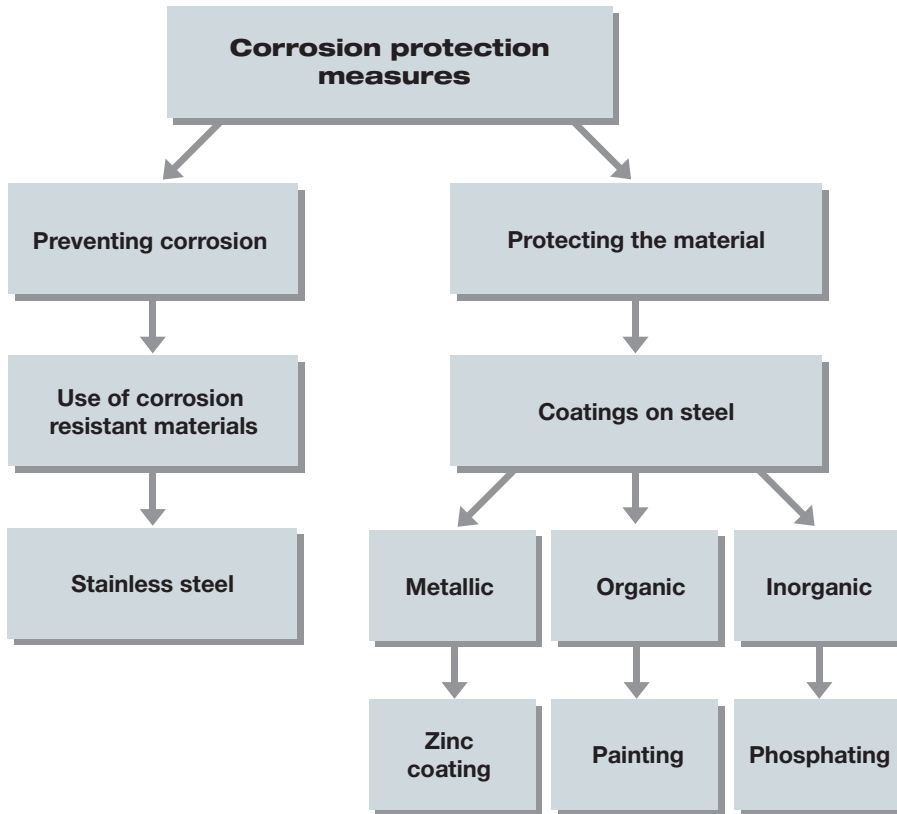 Corrosion protection
measures
Preventing corrosion
Protecting the material
Use of corrosion
resistant materials
Coatings on steel
Stainless steel
Metallic
Organic
Inorganic
Zinc
coating
Painting
Phosphating